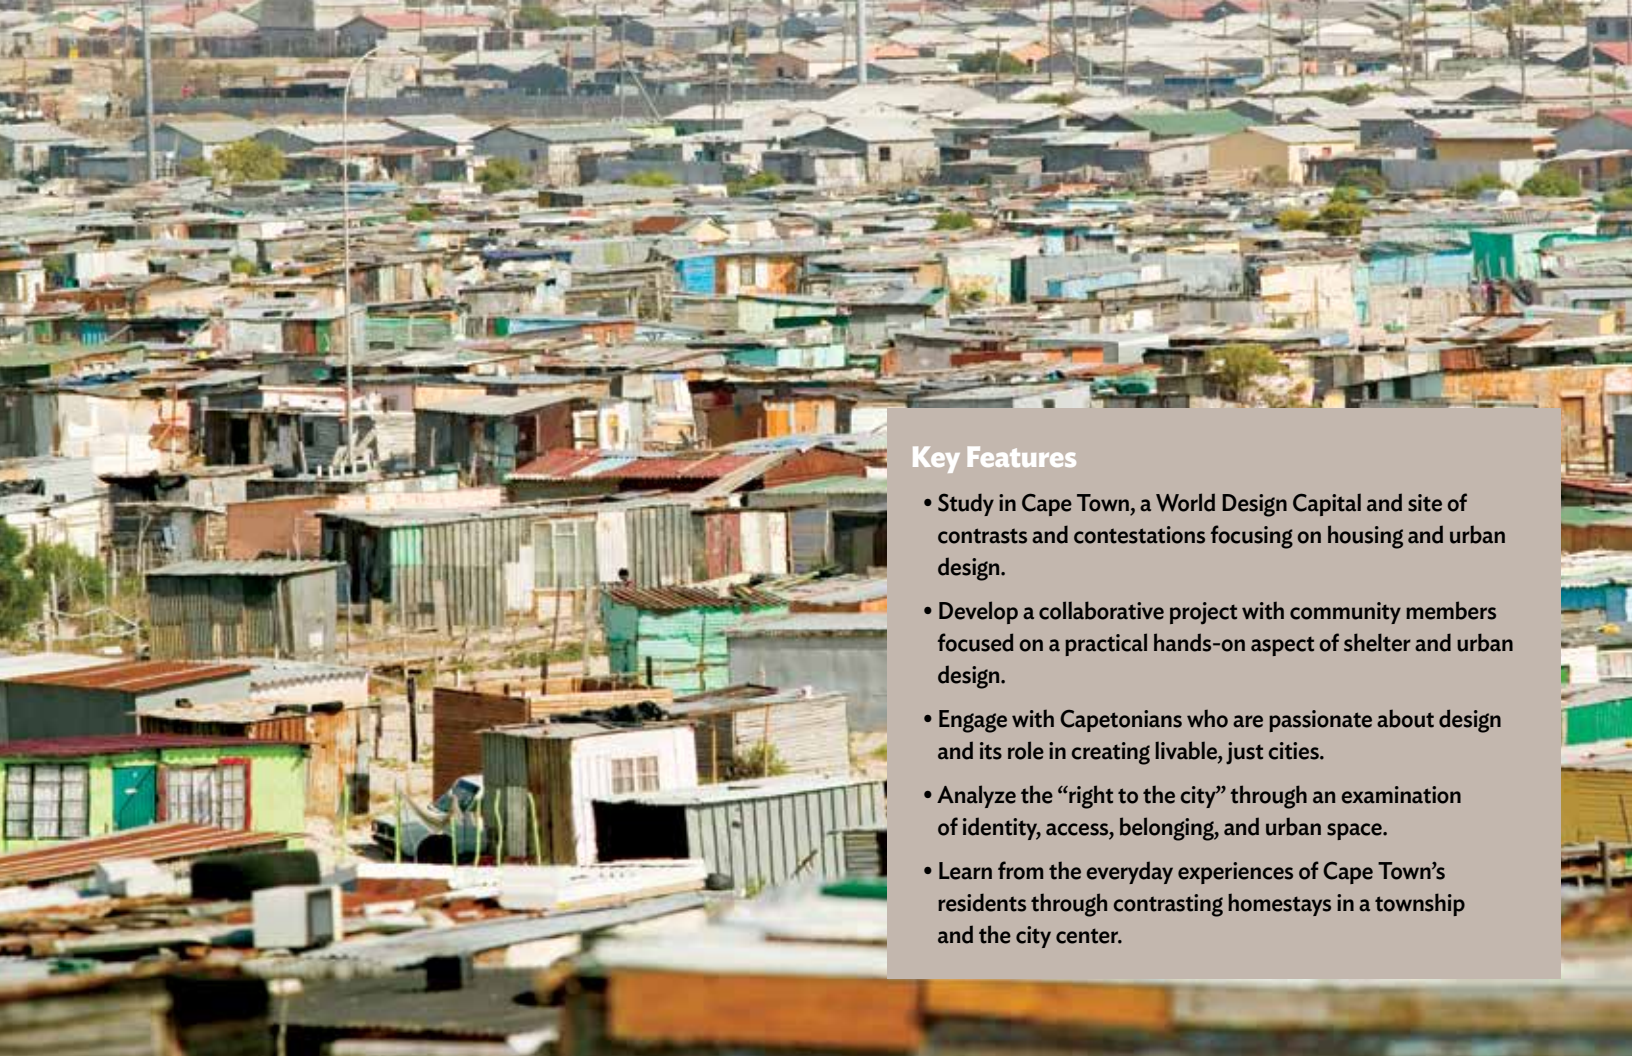 Key Features
• Study in Cape Town, a World Design Capital and site of
contrasts and contestations focusing on housing and urban
design.
• Develop a collaborative project with community members
focused on a practical hands-on aspect of shelter and urban
design.
• Engage with Capetonians who are passionate about design
and its role in creating livable, just cities.
• Analyze the “right to the city” through an examination
of identity, access, belonging, and urban space.
• Learn from the everyday experiences of Cape Town’s
residents through contrasting homestays in a township
and the city center.